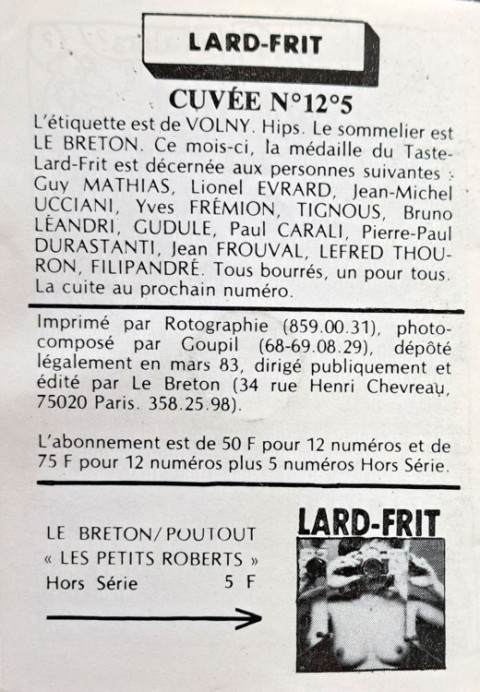 LARD-FRIT
CUVÉE N°12°5
L'étiquette est de VOLNY. Hips. Le sommelier est
LE BRETON. Ce mois-ci, la médaille du Taste-
Lard-Frit est décernée aux personnes suivantes :
Guy MATHIAS, Lionel EVRARD, Jean-Michel
UCCIANI, Yves FRÉMION, TIGNOUS, Bruno
LÉANDRI, GUDULE, Paul CARALI, Pierre-Paul
DURASTANTI, Jean FROUVAL, LEFRED THOU-
RON, FILIPANDRÉ. Tous bourrés, un pour tous.
La cuite au prochain numéro.
Imprimé par Rotographie (859.00.31), photo-
composé par Goupil (68-69.08.29), dépôté
légalement en mars 83, dirigé publiquement et
édité par Le Breton (34 rue Henri Chevreau,
75020 Paris. 358.25.98).
L'abonnement est de 50 F pour 12 numéros et de
75 F pour 12 numéros plus 5 numéros Hors Série.
LE BRETON/POUTOUT
« LES PETITS ROBERTS »
Hors Série 5 F
LARD-FRIT